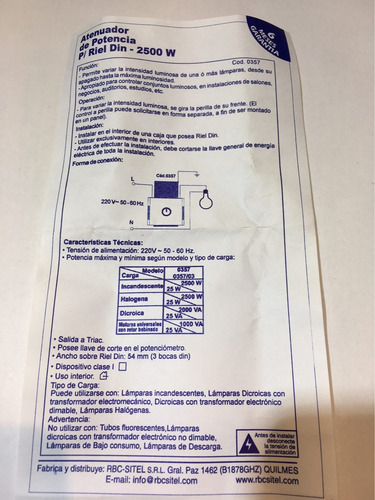 Atenuador
de Potencia
P/ Riel Din - 2500 W
6
MESES
GARANTIA
Cod. 0357
Función:
- Permite variar la intensidad luminosa de una ó más lámparas, desde su
apagado hasta la máxima luminosidad.
- Apropiado para controlar conjuntos luminosos, en instalaciones de salones,
negocios, auditorios, estudios, etc.
Operación:
- Para variar la intensidad luminosa, se gira la perilla de su frente. (El
control a perilla puede solicitarse en forma separada, a fin de ser montado
en un panel).
Instalación:
- Instalar en el interior de una caja que posea Riel Din.
- Utilizar exclusivamente en interiores.
- Antes de efectuar la instalación, debe cortarse la llave general de energía
eléctrica de toda la instalación.
Forma de conexión:
Cód.0357
L
220 V~ 50-60 Hz
N
Características Técnicas:
• Tensión de alimentación: 220V ~ 50 - 60 Hz.
• Potencia máxima y mínima según modelo y tipo de carga:
Modelo 0357
Carga 0357/03
Incandescente 2500 W
25 W
Halogena 2500 W
25 W
Dicroica 2000 VA
25 VA
Motores universales 1000 VA
con rotor bobinado 25 VA
• Salida a Triac.
• Posee llave de corte en el potenciómetro.
• Ancho sobre Riel Din: 54 mm (3 bocas din)
• Dispositivo clase I
• Uso interior.
Tipo de Carga:
Puede utilizarse con: Lámparas incandescentes, Lámparas Dicroicas con
transformador electromecánico, Dicroicas con transformador electrónico
dimable, Lámparas Halógenas.
Advertencia:
No utilizar con: Tubos fluorescentes,Lámparas
dicroicas con transformador electrónico no dimable,
Lámparas de Bajo consumo, Lámparas de Descarga.
Antes de instalar
desconecte
la tensión de
alimentación
Fabrica y distribuye: RBC-SITEL S.R.L. Gral. Paz 1462 (B1878GHZ) QUILMES
E-mail: info@rbcsitel.com www.rbcsitel.com